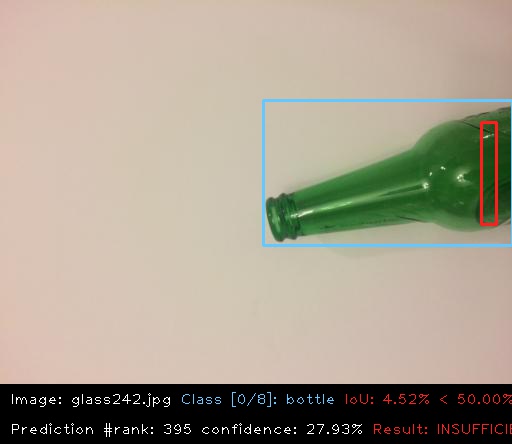 Image: glass242.jpg Class [0/8]: bottle IoU: 4.52% < 50.00%
Prediction #rank: 395 confidence: 27.93% Result: INSUFFICIE